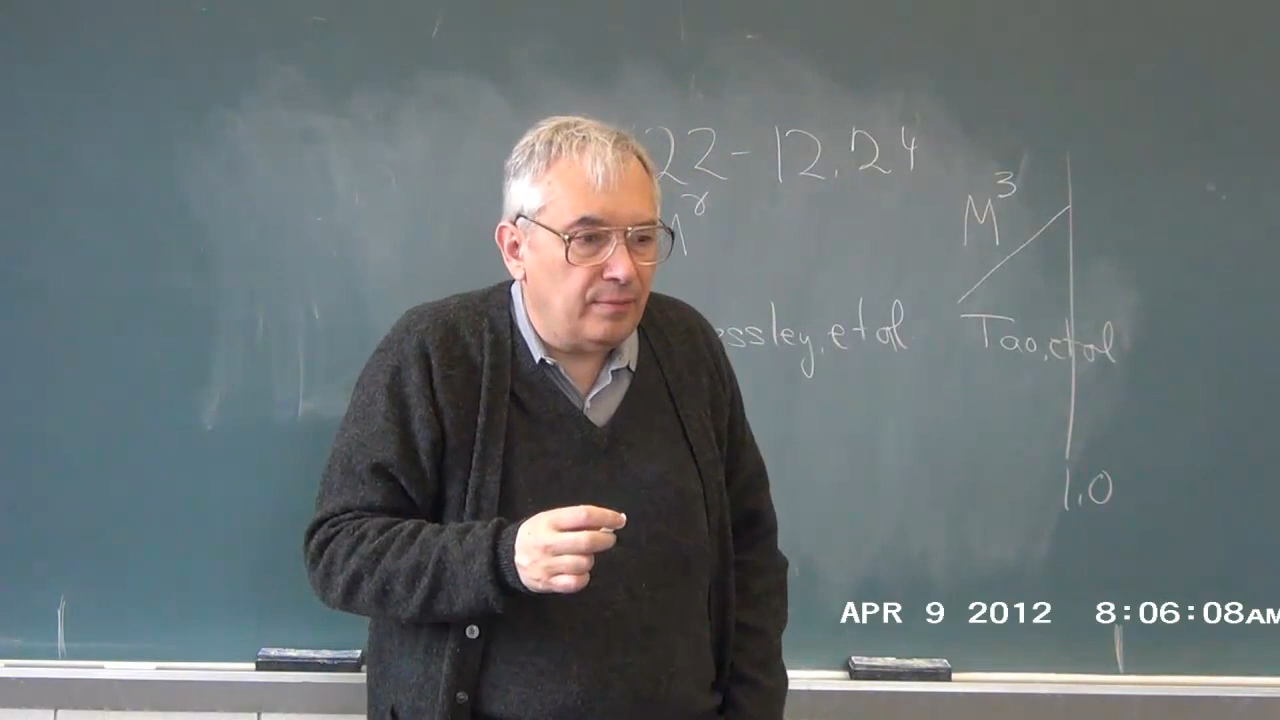 22-12.24
M³
M^γ
essley, et al Tao, et al
1.0
APR 9 2012 8:06:08AM